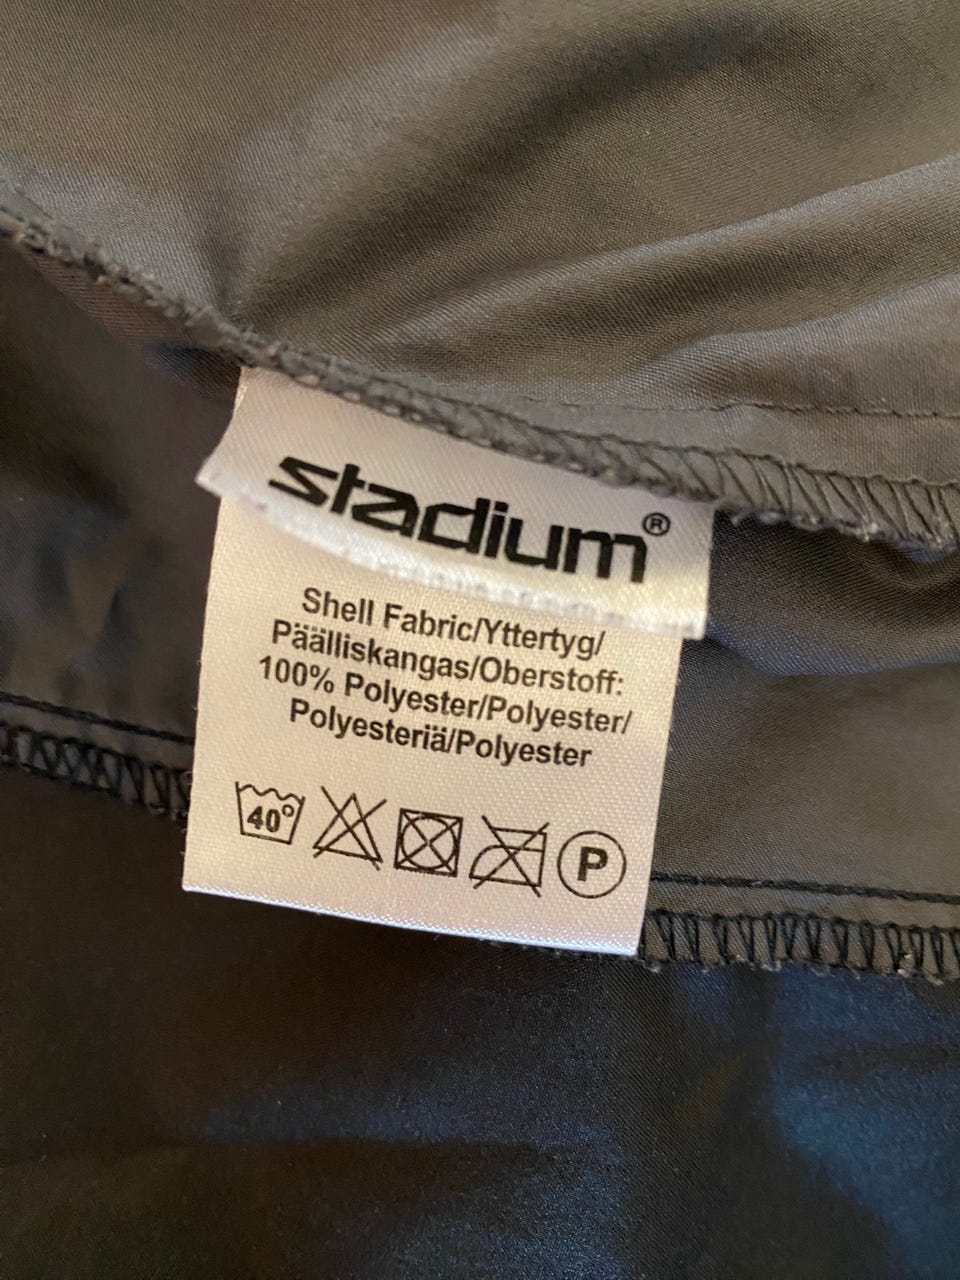 stadium®
Shell Fabric/Yttertyg/
Päälliskangas/Oberstoff:
100% Polyester/Polyester/
Polyesteriä/Polyester
40°
P